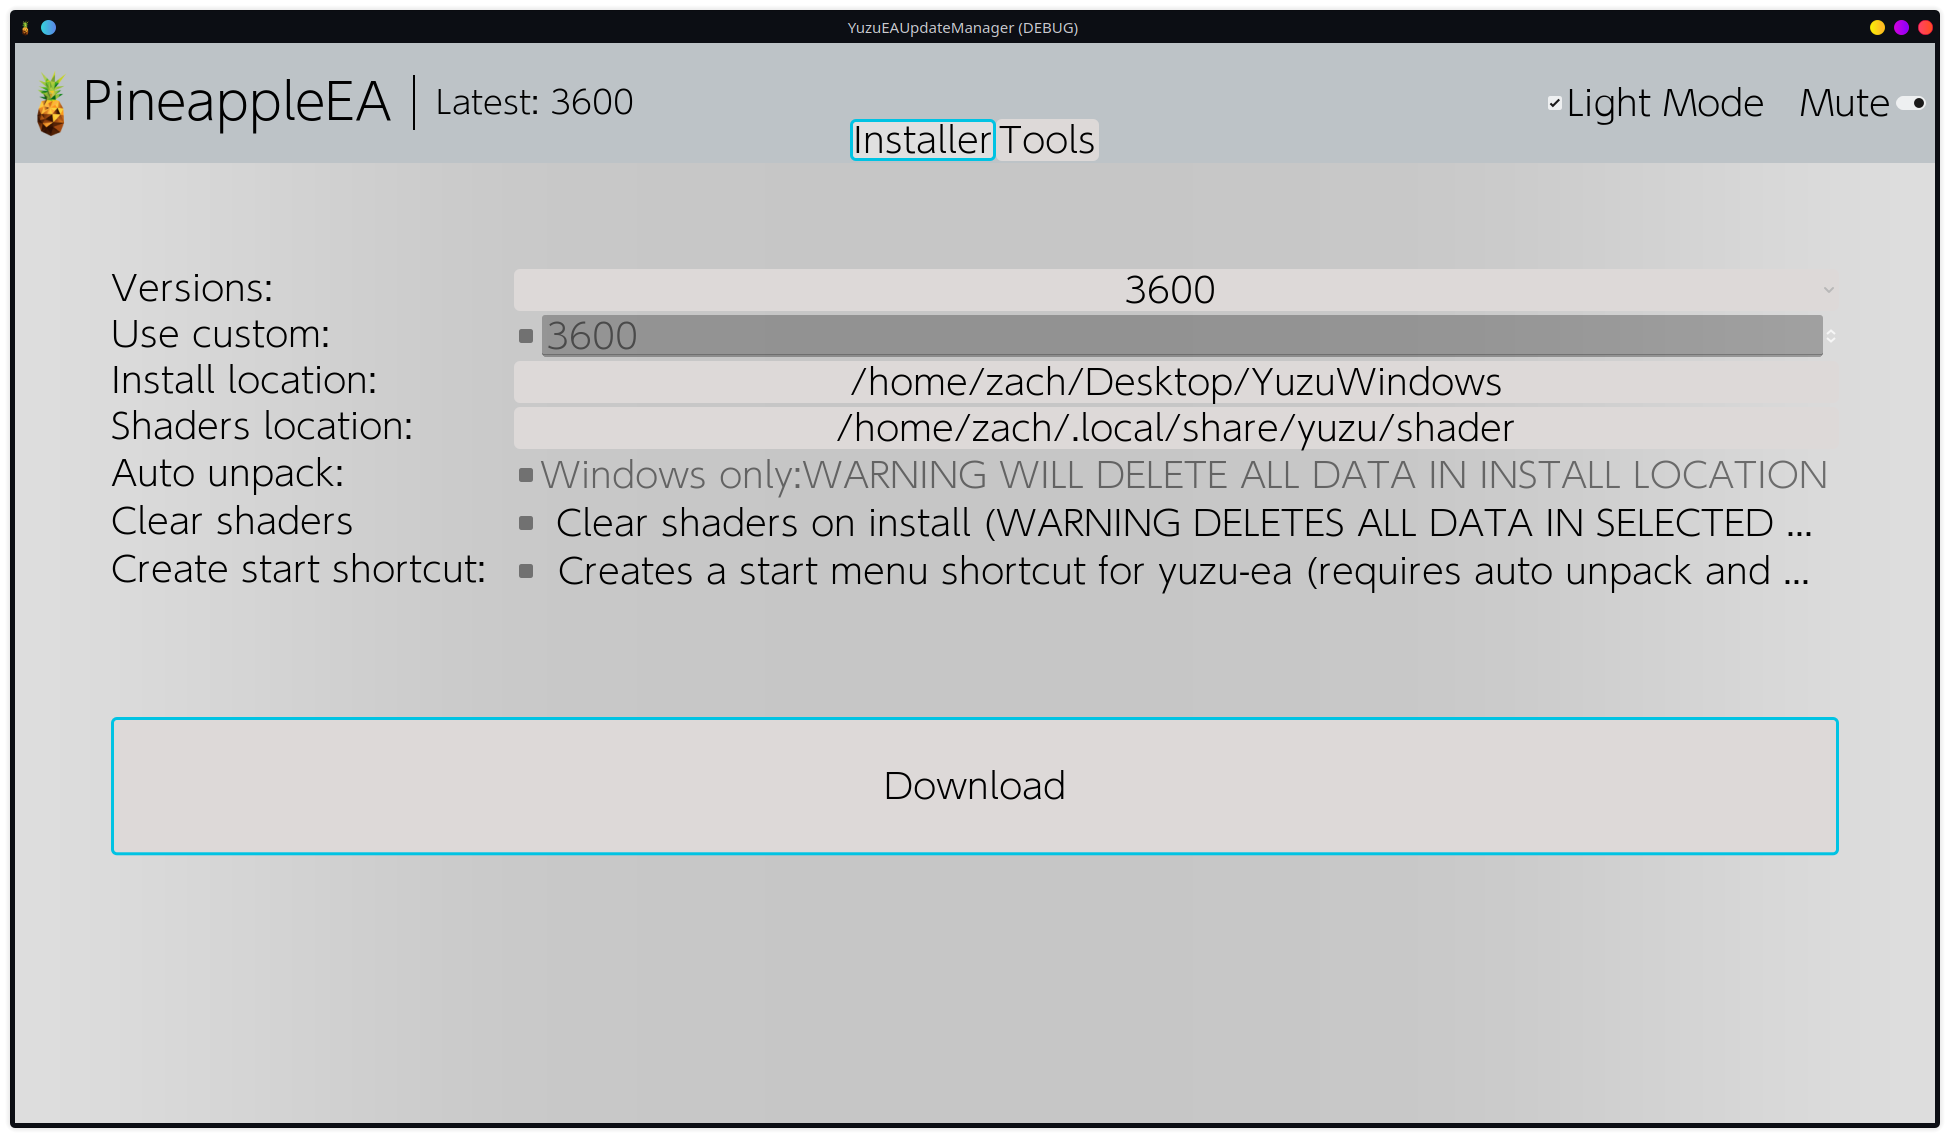 YuzuEAUpdateManager (DEBUG)
PineappleEA
Latest: 3600
Light Mode
Mute
Installer
Tools
Versions:
3600
Use custom:
3600
Install location:
/home/zach/Desktop/YuzuWindows
Shaders location:
/home/zach/.local/share/yuzu/shader
Auto unpack:
Windows only:WARNING WILL DELETE ALL DATA IN INSTALL LOCATION
Clear shaders
Clear shaders on install (WARNING DELETES ALL DATA IN SELECTED ...
Create start shortcut:
Creates a start menu shortcut for yuzu-ea (requires auto unpack and ...
Download